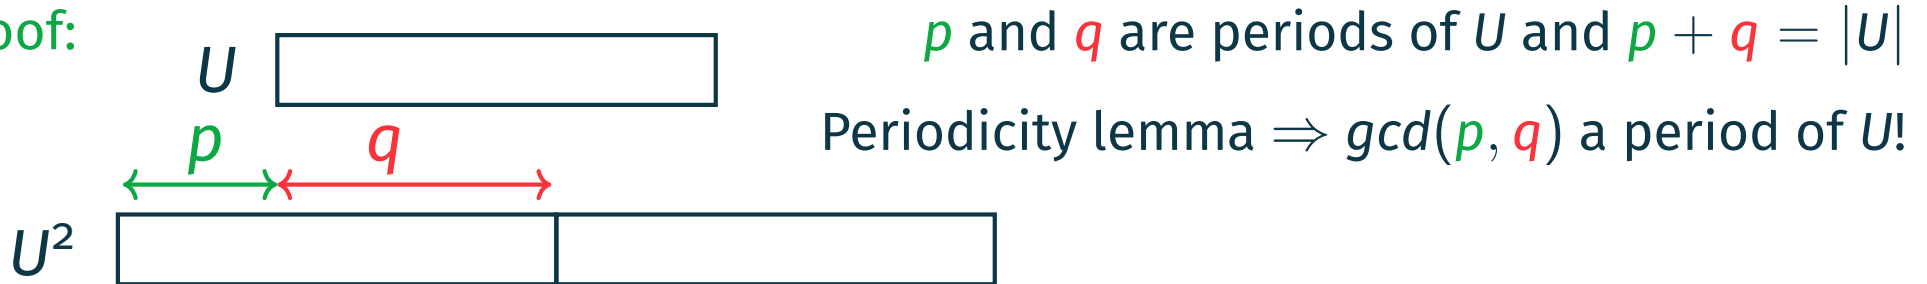 oof:
p and q are periods of U and p + q = |U|
U
Periodicity lemma ⇒ gcd(p, q) a period of U!
p q
U²